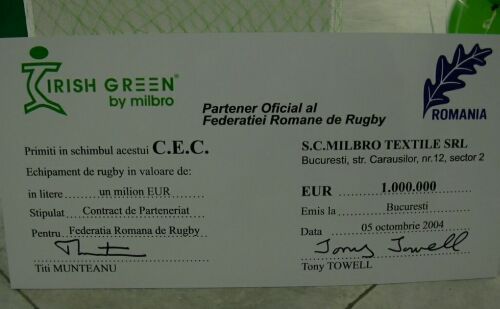 IRISH GREEN®
by milbro
ROMANIA
Partener Oficial al
Federatiei Romane de Rugby
Primiti in schimbul acestui C.E.C.
Echipament de rugby in valoare de:
in litere un milion EUR
Stipulat Contract de Parteneriat
Pentru Federatia Romana de Rugby
Titi MUNTEANU
S.C.MILBRO TEXTILE SRL
Bucuresti, str. Carausilor, nr.12, sector 2
EUR 1.000.000
Emis la Bucuresti
Data 05 octombrie 2004
Tony Towell
Tony TOWELL